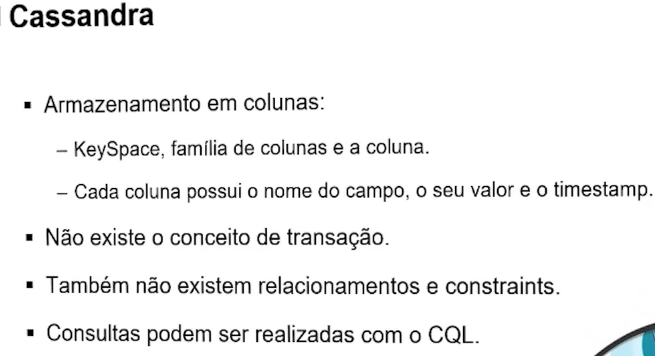 Cassandra
▪ Armazenamento em colunas:
– KeySpace, família de colunas e a coluna.
– Cada coluna possui o nome do campo, o seu valor e o timestamp.
▪ Não existe o conceito de transação.
▪ Também não existem relacionamentos e constraints.
▪ Consultas podem ser realizadas com o CQL.